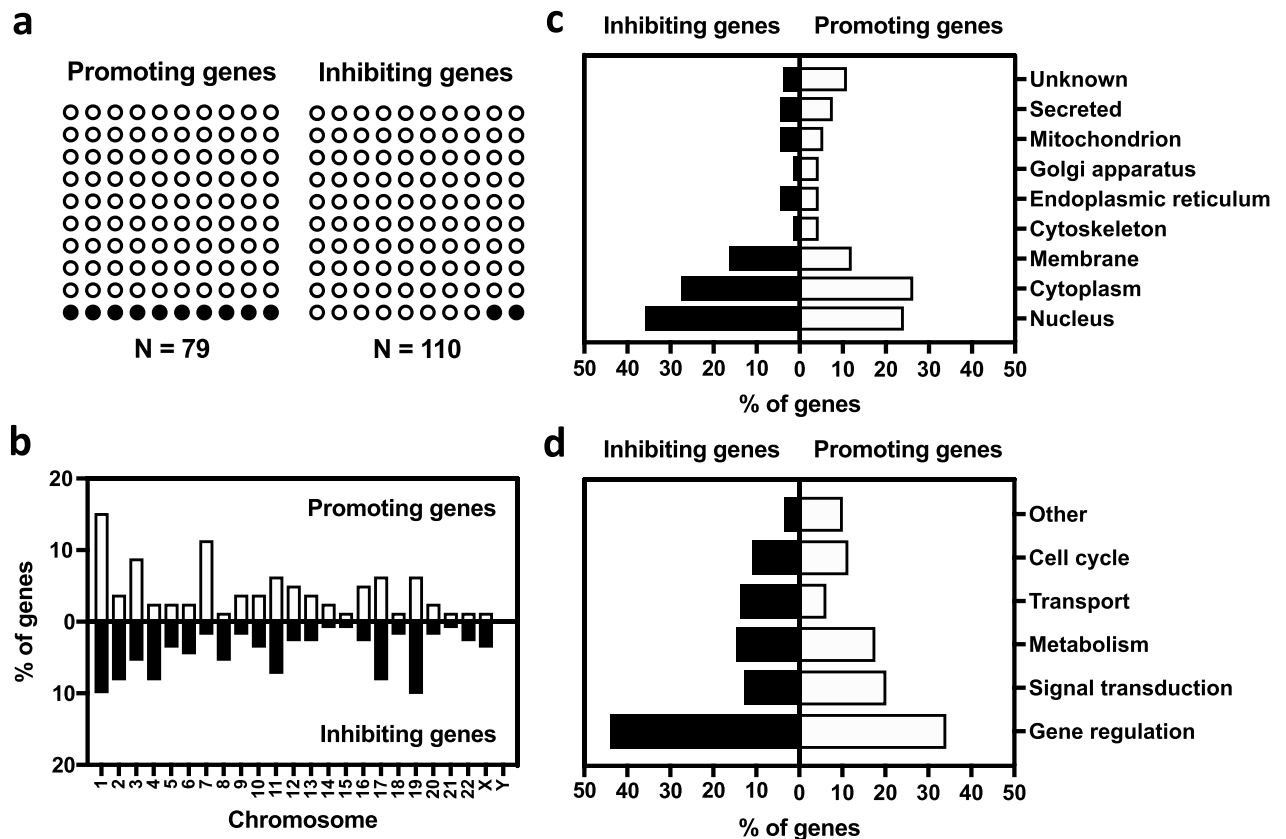 a
Promoting genes
Inhibiting genes
N = 79
N = 110
b
20
10
0
10
20
% of genes
Promoting genes
Inhibiting genes
1 2 3 4 5 6 7 8 9 10 11 12 13 14 15 16 17 18 19 20 21 22 X Y
Chromosome
c
Inhibiting genes
Promoting genes
Unknown
Secreted
Mitochondrion
Golgi apparatus
Endoplasmic reticulum
Cytoskeleton
Membrane
Cytoplasm
Nucleus
50 40 30 20 10 0 10 20 30 40 50
% of genes
d
Inhibiting genes
Promoting genes
Other
Cell cycle
Transport
Metabolism
Signal transduction
Gene regulation
50 40 30 20 10 0 10 20 30 40 50
% of genes